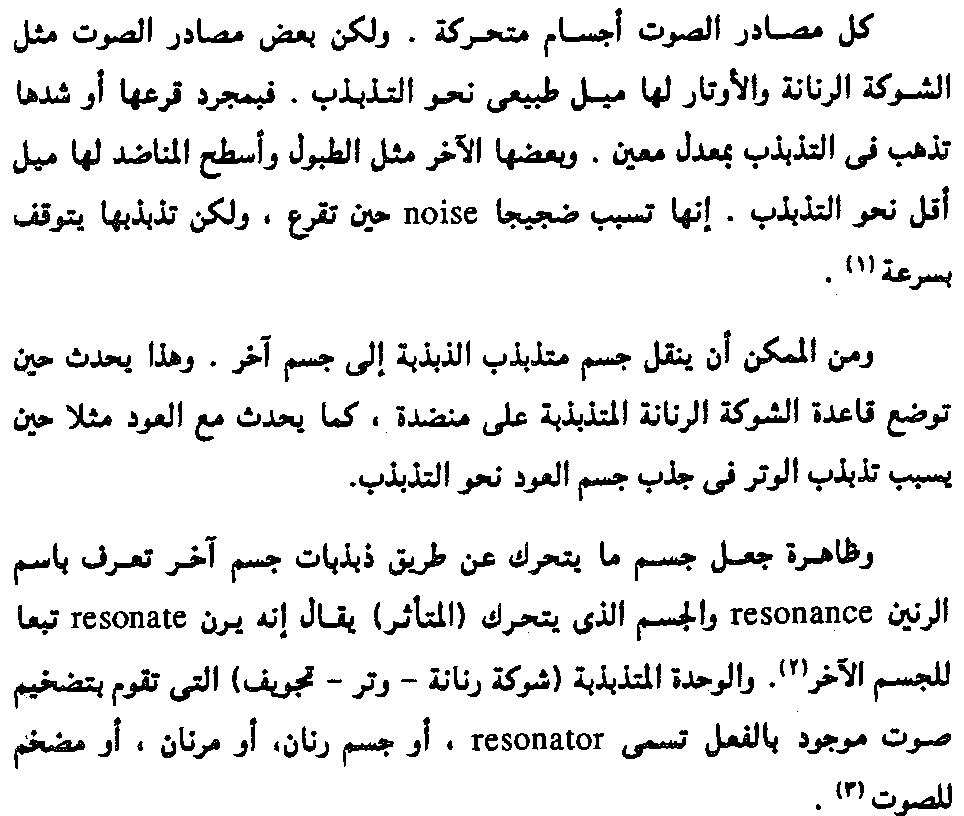 كل مصادر الصوت أجسام متحركة . ولكن بعض مصادر الصوت مثل
الشوكة الرنانة والأوتار لها ميل طبيعى نحو التذبذب . فبمجرد قرعها أو شدها
تذهب فى التذبذب بمعدل معين . وبعضها الآخر مثل الطبول وأسطح المناضد لها ميل
أقل نحو التذبذب . إنها تسبب ضجيجا noise حين تقرع ، ولكن تذبذبها يتوقف
بسرعة (١) .
ومن الممكن أن ينقل جسم متذبذب الذبذبة إلى جسم آخر . وهذا يحدث حين
توضع قاعدة الشوكة الرنانة المتذبذبة على منضدة ، كما يحدث مع العود مثلا حين
يسبب تذبذب الوتر فى جذب جسم العود نحو التذبذب.
وظاهرة جعل جسم ما يتحرك عن طريق ذبذبات جسم آخر تعرف باسم
الرنين resonance والجسم الذى يتحرك (المتأثر) يقال إنه يرن resonate تبعا
للجسم الآخر(٢). والوحدة المتذبذبة (شوكة رنانة - وتر - تجويف) التى تقوم بتضخيم
صوت موجود بالفعل تسمى resonator ، أو جسم رنان، أو مرنان ، أو مضخم
للصوت (٣) .